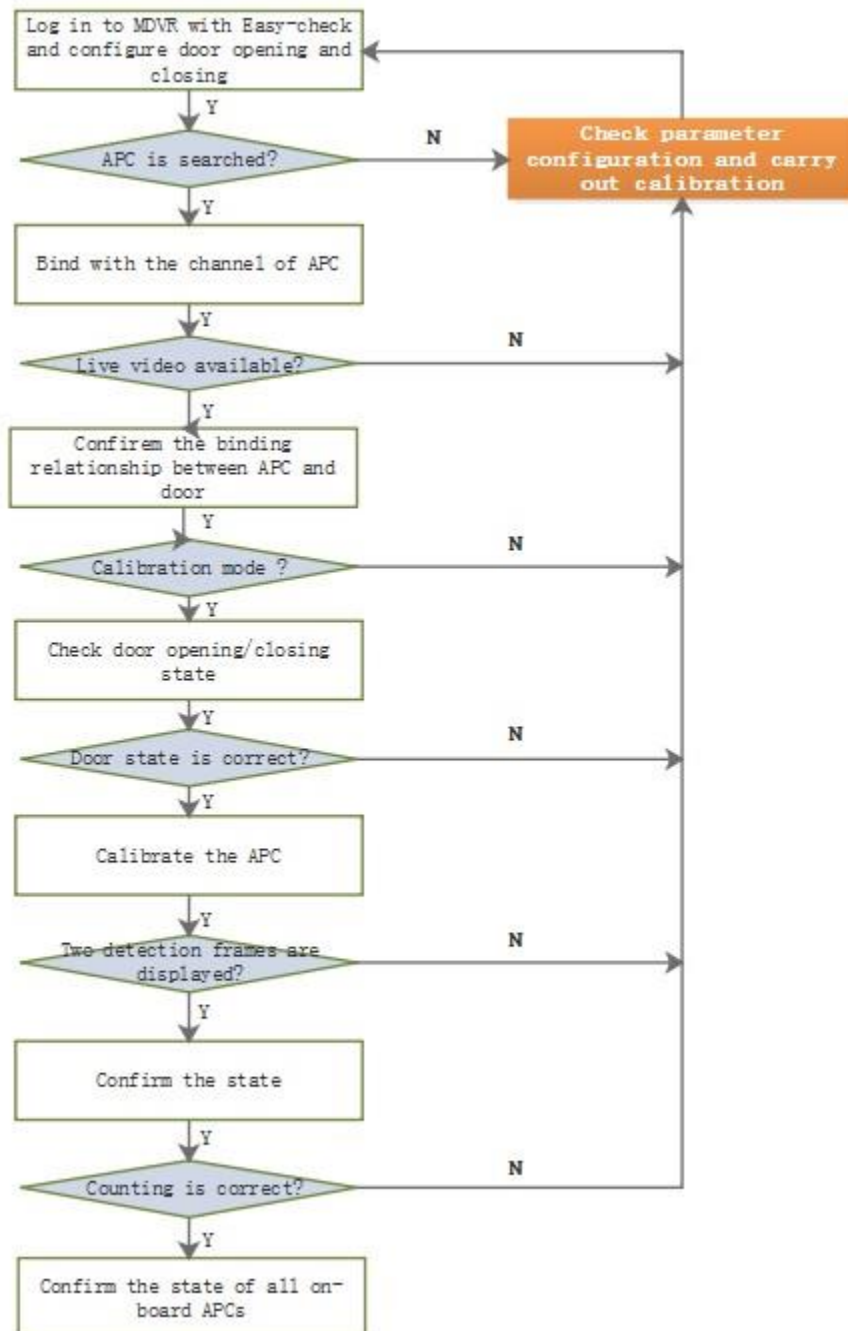 Log in to MDVR with Easy-check
and configure door opening and
closing
Y
APC is searched?
N
Check parameter
configuration and carry
out calibration
Y
Bind with the channel of APC
Y
Live video available?
N
Y
Confirem the binding
relationship between APC and
door
Y
Calibration mode ?
N
Y
Check door opening/closing
state
Y
Door state is correct?
N
Y
Calibrate the APC
Y
Two detection frames are
displayed?
N
Y
Confirm the state
Y
Counting is correct?
N
Y
Confirm the state of all on-
board APCs